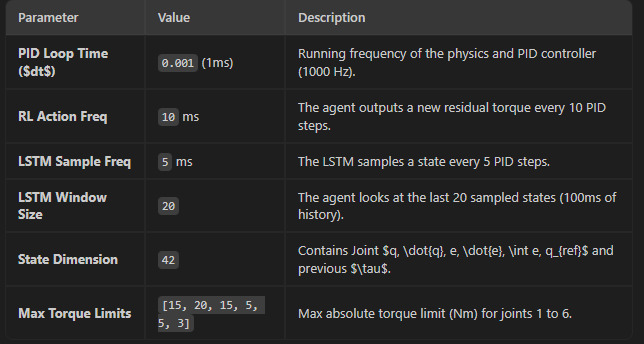 Parameter Value Description
PID Loop Time
($dt$)
0.001 (1ms)
Running frequency of the physics and PID controller
(1000 Hz).
RL Action Freq
10 ms
The agent outputs a new residual torque every 10 PID
steps.
LSTM Sample Freq
5 ms
The LSTM samples a state every 5 PID steps.
LSTM Window
Size
20
The agent looks at the last 20 sampled states (100ms of
history).
State Dimension
42
Contains Joint $q, \dot{q}, e, \dot{e}, \int e, q_{ref}$ and
previous $\tau$.
Max Torque Limits
[15, 20, 15, 5,
5, 3]
Max absolute torque limit (Nm) for joints 1 to 6.